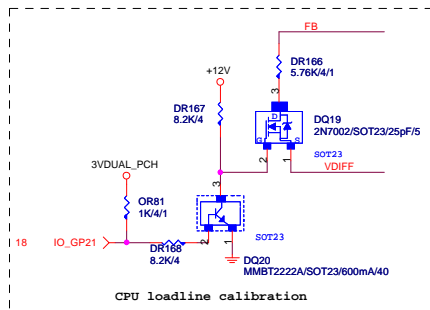 FB
DR166
5.76K/4/1
+12V
3
DR167
8.2K/4
D
DQ19
2N7002/SOT23/25pF/5
G
S
SOT23
2
1
VDIFF
3VDUAL_PCH
3
OR81
1K/4/1
18
IO_GP21
2
1
SOT23
DR168
8.2K/4
DQ20
MMBT2222A/SOT23/600mA/40
CPU loadline calibration